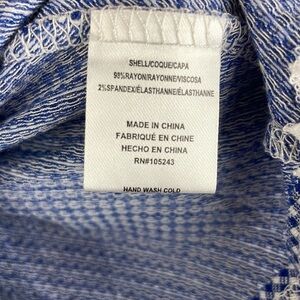 SHELL/COQUE/CAPA
98%RAYON/RAYONNE/VISCOSA
2%SPANDEX/ÉLASTHANNE/ÉLASTHANNE
MADE IN CHINA
FABRIQUÉ EN CHINE
HECHO EN CHINA
RN#105243
HAND WASH COLD